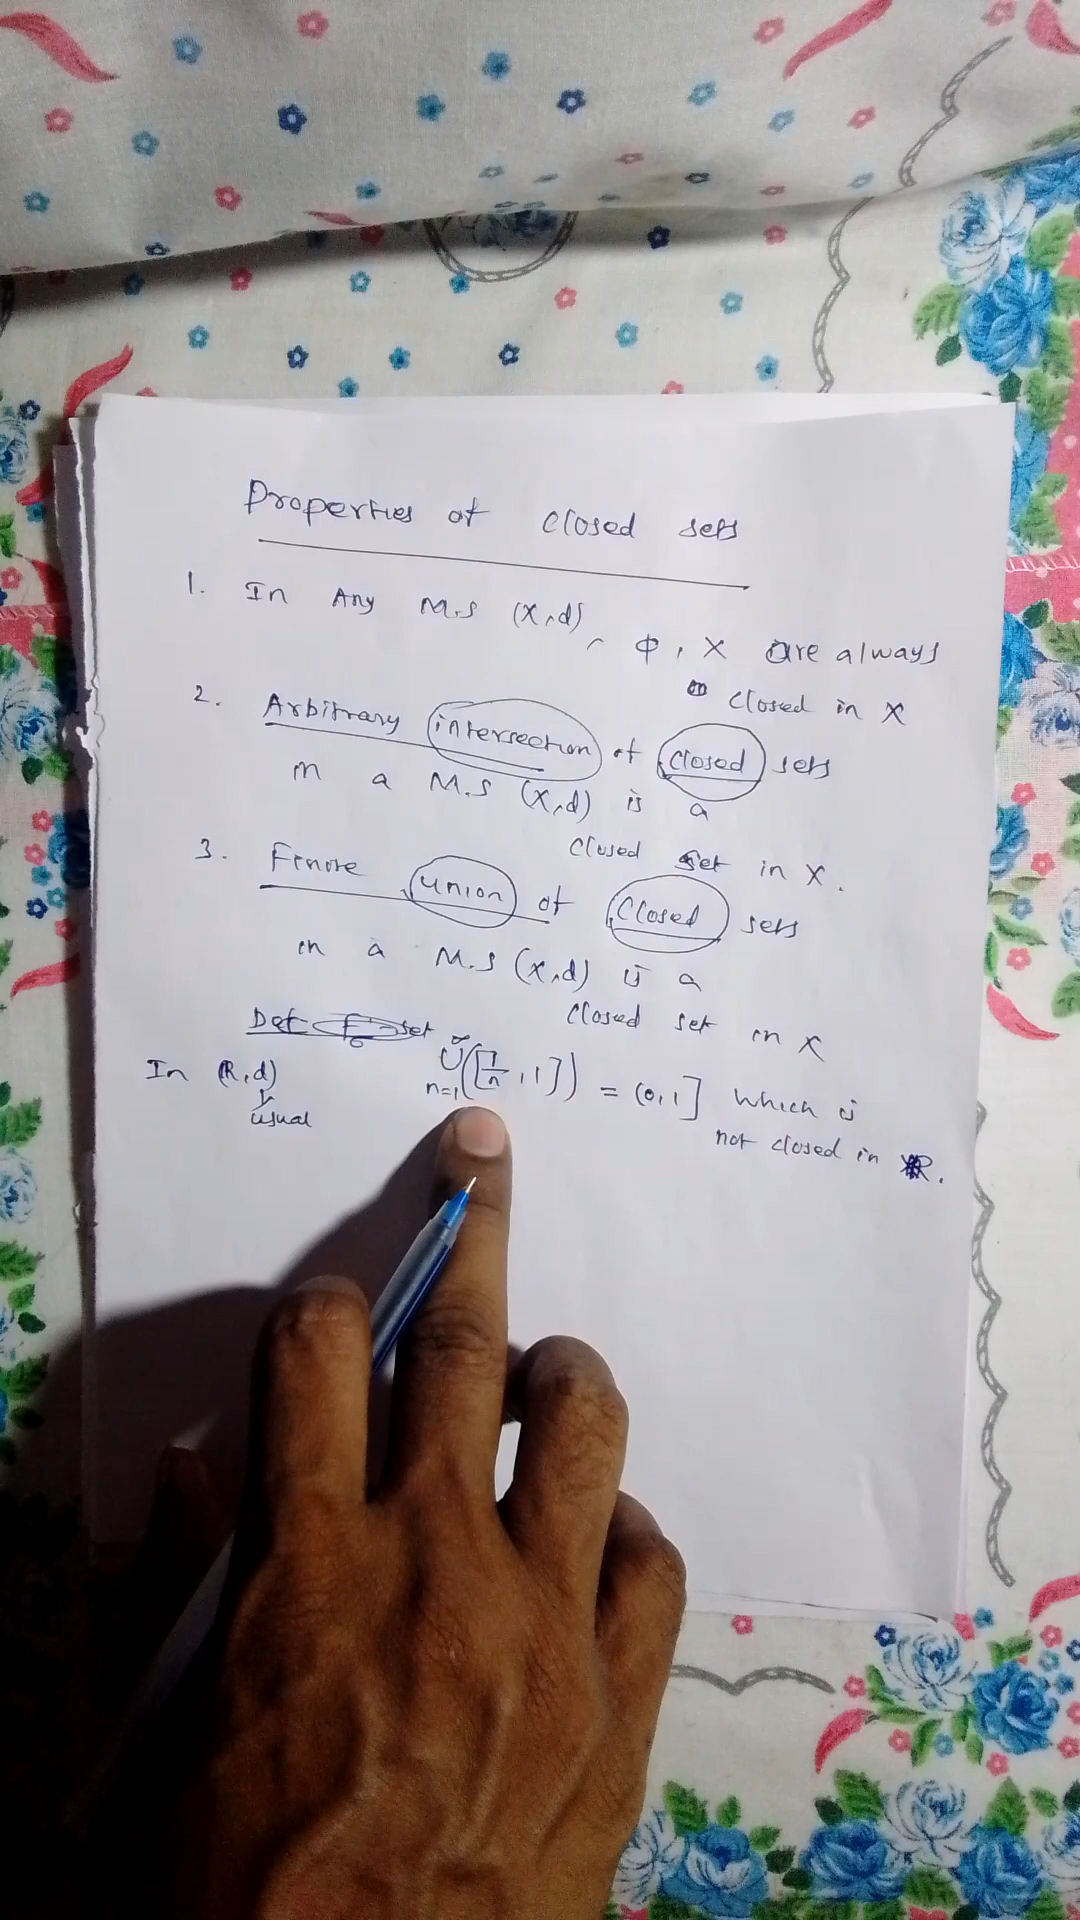 Properties of closed sets
1. In Any M.S (X,d), φ, X are always
closed in X
2. Arbitrary intersection of closed sets
in a M.S (X,d) is a
closed set in X.
3. Finite union of closed sets
in a M.S (X,d) is a
closed set in X
Def set
In (R,d) ∞∪n=1 ([1/n, 1]) = (0,1] which is
usual
not closed in R.